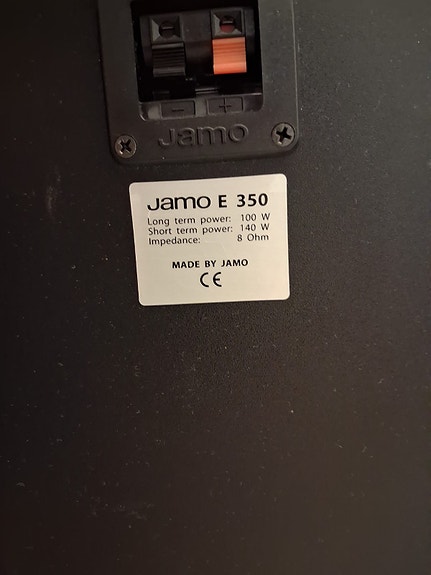 − +
Jamo
Jamo E 350
Long term power: 100 W
Short term power: 140 W
Impedance: 8 Ohm
MADE BY JAMO
CE